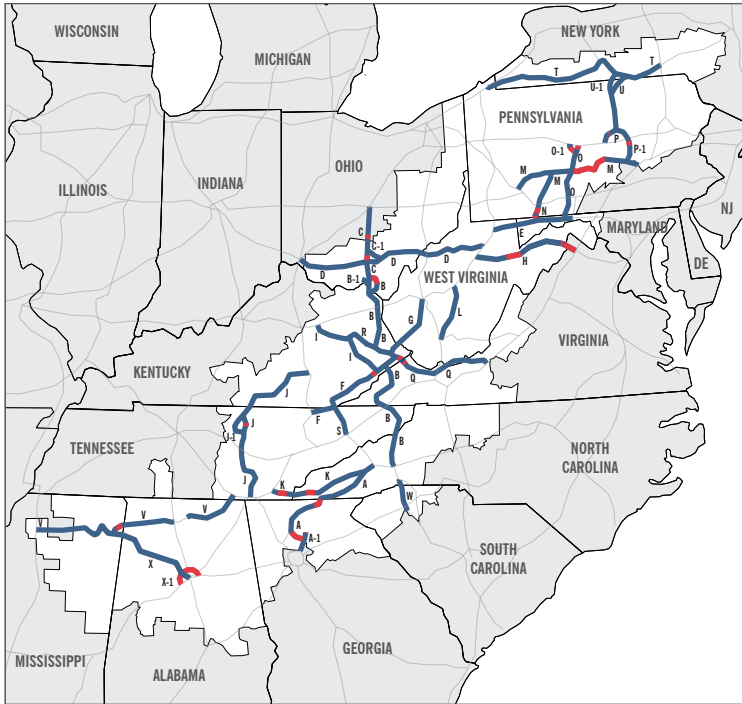 WISCONSIN
NEW YORK
MICHIGAN
T
T
U-1
U
PENNSYLVANIA
P
O-1
O
P-1
OHIO
M
M
M
O
ILLINOIS
INDIANA
N
NJ
MARYLAND
E
C
C-1
D
D
D
H
DE
C
B-1
B
WEST VIRGINIA
B
G
L
R
B
I
VIRGINIA
I
KENTUCKY
B
Q
Q
F
J
F
B
J
J-1
S
B
NORTH
CAROLINA
TENNESSEE
J
K
K
A
W
V
V
V
A
A-1
X
X-1
SOUTH
CAROLINA
GEORGIA
MISSISSIPPI
ALABAMA